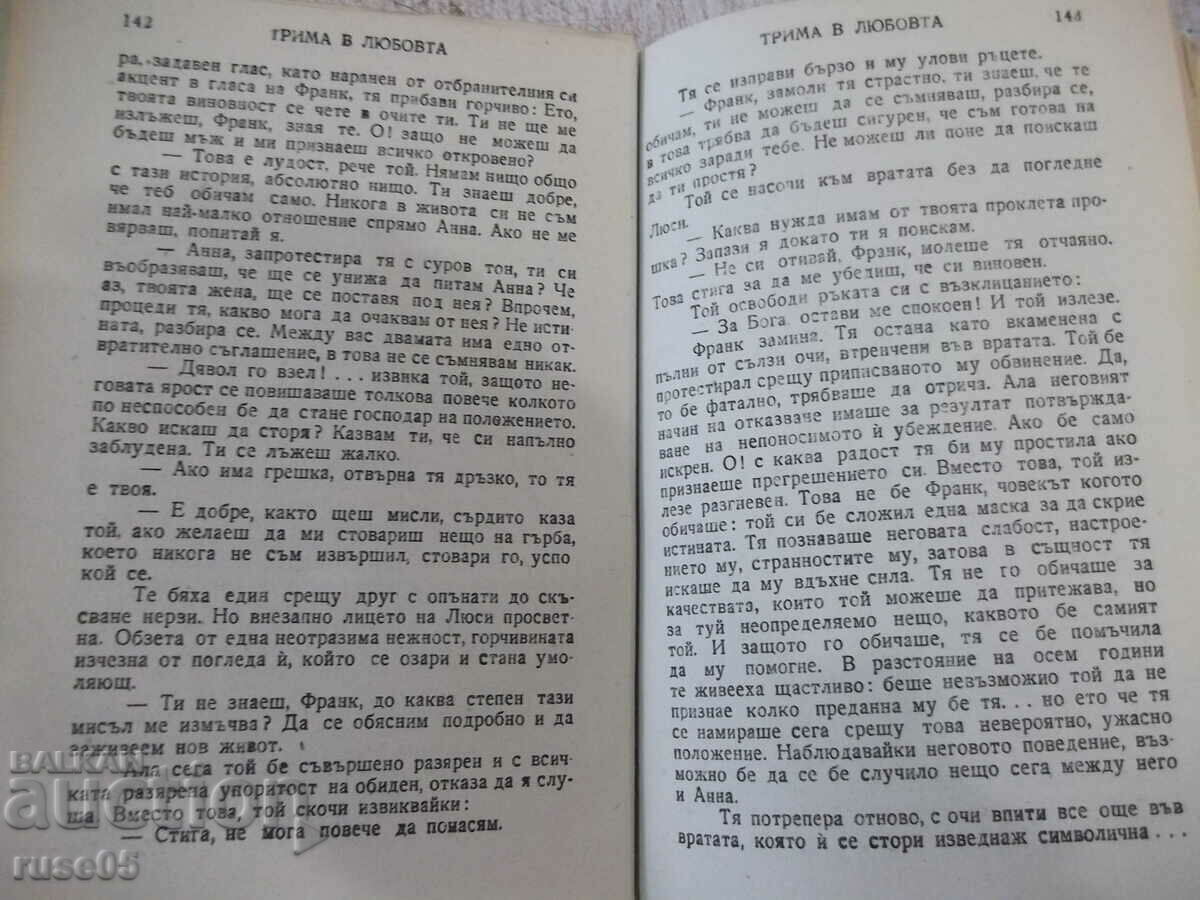 142
ТРИМА В ЛЮБОВТА
ра, задавен глас, като наранен от отбранителния си
акцент в гласа на Франк, тя прибави горчиво: Ето,
твоята виновност се чете в очите ти. Ти не ще ме
излъжеш, Франк, зная те. О! защо не можеш да
бъдеш мъж и ми признаеш всичко откровено?
— Това е лудост, рече той. Нямам нищо общо
с тази история, абсолютно нищо. Ти знаеш добре,
че теб обичам само. Никога в живота си не съм
имал най-малко отношение спрямо Анна. Ако не ме
вярваш, попитай я.
— Анна, запротестира тя с суров тон, ти си
въобразяваш, че ще се унижа да питам Анна? Че
аз, твоята жена, ще се поставя под нея? Впрочем,
процеди тя, какво мога да очаквам от нея? Не исти-
ната, разбира се. Между вас двамата има едно от-
вратително съглашение, в това не се съмнявам никак.
— Дявол го взел!... извика той, защото не-
говата ярост се повишаваше толкова повече колкото
по неспособен бе да стане господар на положението.
Какво искаш да сторя? Казвам ти, че си напълно
заблудена. Ти се лъжеш жалко.
— Ако има грешка, отвърна тя дръзко, то тя
е твоя.
— Е добре, както щеш мисли, сърдито каза
той, ако желаеш да ми стовариш нещо на гърба,
което никога не съм извършил, стовари го, успо
кой се.
Те бяха един срещу друг с опънати до скъ-
сване нерви. Но внезапно лицето на Люси просвет-
на. Обзета от една неотразима нежност, горчивината
изчезна от погледа ѝ, който се озари и стана умо-
ляющ.
— Ти не знаеш, Франк, до каква степен тази
мисъл ме измъчва? Да се обясним подробно и да
заживеем нов живот.
Ала сега той бе съвършено разярен и с всич-
ката разярена упоритост на обиден, отказа да я слу-
ша. Вместо това, той скочи извиквайки:
— Стига, не мога повече да понасям.
ТРИМА В ЛЮБОВТА
143
Тя се изправи бързо и му улови ръцете.
— Франк, замоли тя страстно, ти знаеш, че те
обичам, ти не можеш да се съмняваш, разбира се,
в това трябва да бъдеш сигурен, че съм готова на
всичко заради тебе. Не можеш ли поне да поискаш
да ти простя?
Той се насочи към вратата без да погледне
Люси.
— Каква нужда имам от твоята проклета про-
шка? Запази я докато ти я поискам.
— Не си отивай, Франк, молеше тя отчаяно.
Това стига за да ме убедиш, че си виновен.
Той освободи ръката си с възклицанието:
— За Бога, остави ме спокоен! И той излезе.
Франк замина. Тя остана като вкаменена с
пълни от сълзи очи, втренчени във вратата. Той бе
протестирал срещу приписваното му обвинение. Да,
то бе фатално, трябваше да отрича. Ала неговият
начин на отказване имаше за резултат потвържда-
ване на непоносимото ѝ убеждение. Ако бе само
искрен. О! с каква радост тя би му простила ако
признаеше прегрешението си. Вместо това, той из-
лезе разгневен. Това не бе Франк, човекът когото
обичаше: той си бе сложил една маска за да скрие
истината. Тя познаваше неговата слабост, настрое-
нието му, странностите му, затова в същност тя
искаше да му вдъхне сила. Тя не го обичаше за
качествата, които той можеше да притежава, но
за туй неопределяемо нещо, каквото бе самият
той. И защото го обичаше, тя се бе помъчила
да му помогне. В разстояние на осем години
те живееха щастливо: беше невъзможно той да не
признае колко преданна му бе тя... но ето че тя
се намираше сега срещу това невероятно, ужасно
положение. Наблюдавайки неговото поведение, въз-
можно бе да се бе случило нещо сега между него
и Анна.
Тя потрепера отново, с очи впити все още във
вратата, която ѝ се стори изведнаж символична...
BALKAN
auction
ruse05